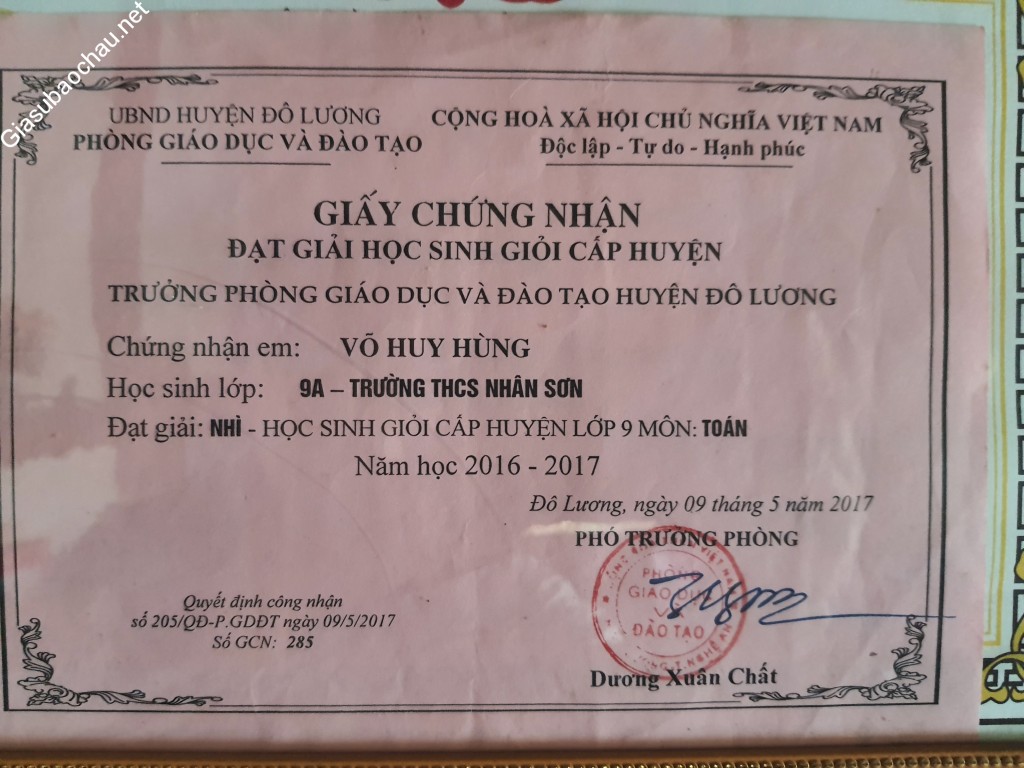 Giasubaochau.net
UBND HUYỆN ĐÔ LƯƠNG
PHÒNG GIÁO DỤC VÀ ĐÀO TẠO
CỘNG HOÀ XÃ HỘI CHỦ NGHĨA VIỆT NAM
Độc lập - Tự do - Hạnh phúc
GIẤY CHỨNG NHẬN
ĐẠT GIẢI HỌC SINH GIỎI CẤP HUYỆN
TRƯỞNG PHÒNG GIÁO DỤC VÀ ĐÀO TẠO HUYỆN ĐÔ LƯƠNG
Chứng nhận em: VÕ HUY HÙNG
Học sinh lớp: 9A – TRƯỜNG THCS NHÂN SƠN
Đạt giải: NHÌ - HỌC SINH GIỎI CẤP HUYỆN LỚP 9 MÔN: TOÁN
Năm học 2016 - 2017
Đô Lương, ngày 09 tháng 5 năm 2017
PHÓ TRƯỞNG PHÒNG
PHÒNG
GIÁO DỤC
VÀ
ĐÀO TẠO
Quyết định công nhận
số 205/QĐ-P.GDĐT ngày 09/5/2017
Số GCN: 285
Dương Xuân Chất